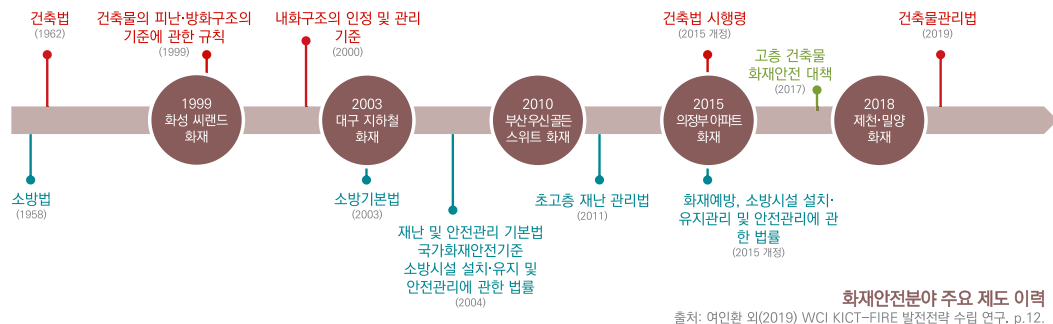 건축법
(1962)
건축물의 피난·방화구조의
기준에 관한 규칙
(1999)
내화구조의 인정 및 관리
기준
(2000)
건축법 시행령
(2015 개정)
고층 건축물
화재안전 대책
(2017)
건축물관리법
(2019)
1999
화성 씨랜드
화재
2003
대구 지하철
화재
2010
부산우신골든
스위트 화재
2015
의정부 아파트
화재
2018
제천·밀양
화재
소방법
(1958)
소방기본법
(2003)
재난 및 안전관리 기본법
국가화재안전기준
소방시설 설치·유지 및
안전관리에 관한 법률
(2004)
초고층 재난 관리법
(2011)
화재예방, 소방시설 설치·
유지관리 및 안전관리에 관
한 법률
(2015 개정)
화재안전분야 주요 제도 이력
출처: 여인환 외(2019) WCI KICT-FIRE 발전전략 수립 연구. p.12.